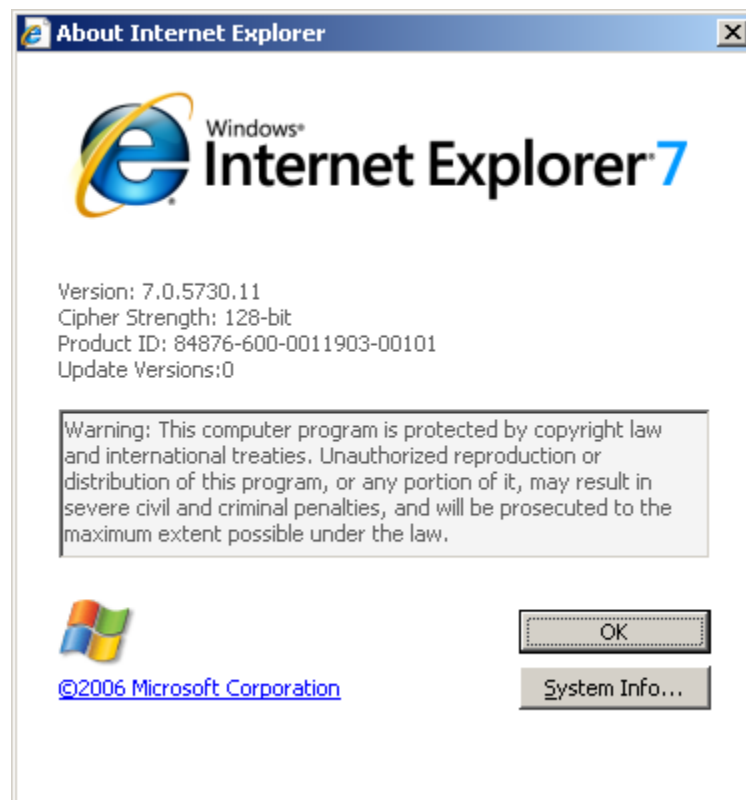 About Internet Explorer
Windows®
Internet Explorer 7
Version: 7.0.5730.11
Cipher Strength: 128-bit
Product ID: 84876-600-0011903-00101
Update Versions:0
Warning: This computer program is protected by copyright law
and international treaties. Unauthorized reproduction or
distribution of this program, or any portion of it, may result in
severe civil and criminal penalties, and will be prosecuted to the
maximum extent possible under the law.
OK
©2006 Microsoft Corporation
System Info...